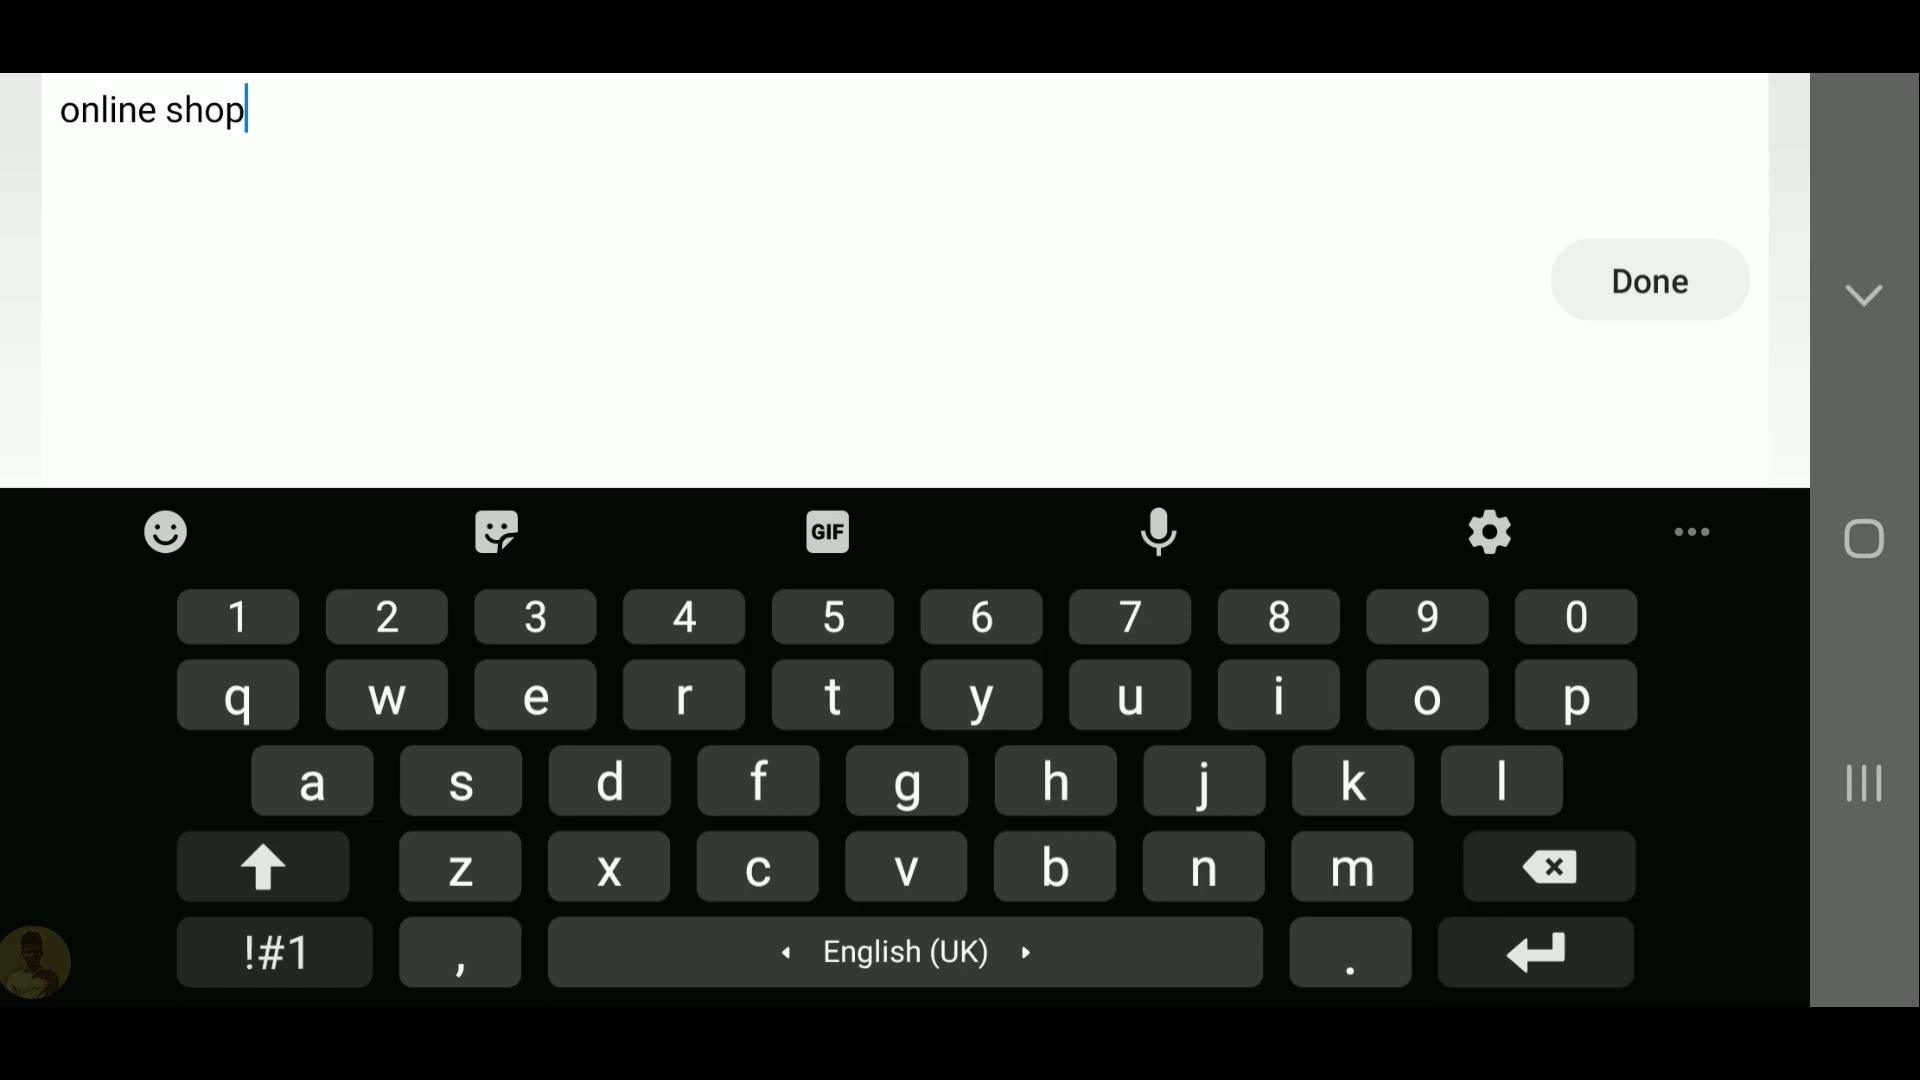 online shop
Done
GIF
1 2 3 4 5 6 7 8 9 0
q w e r t y u i o p
a s d f g h j k l
z x c v b n m
!#1 , English (UK) .